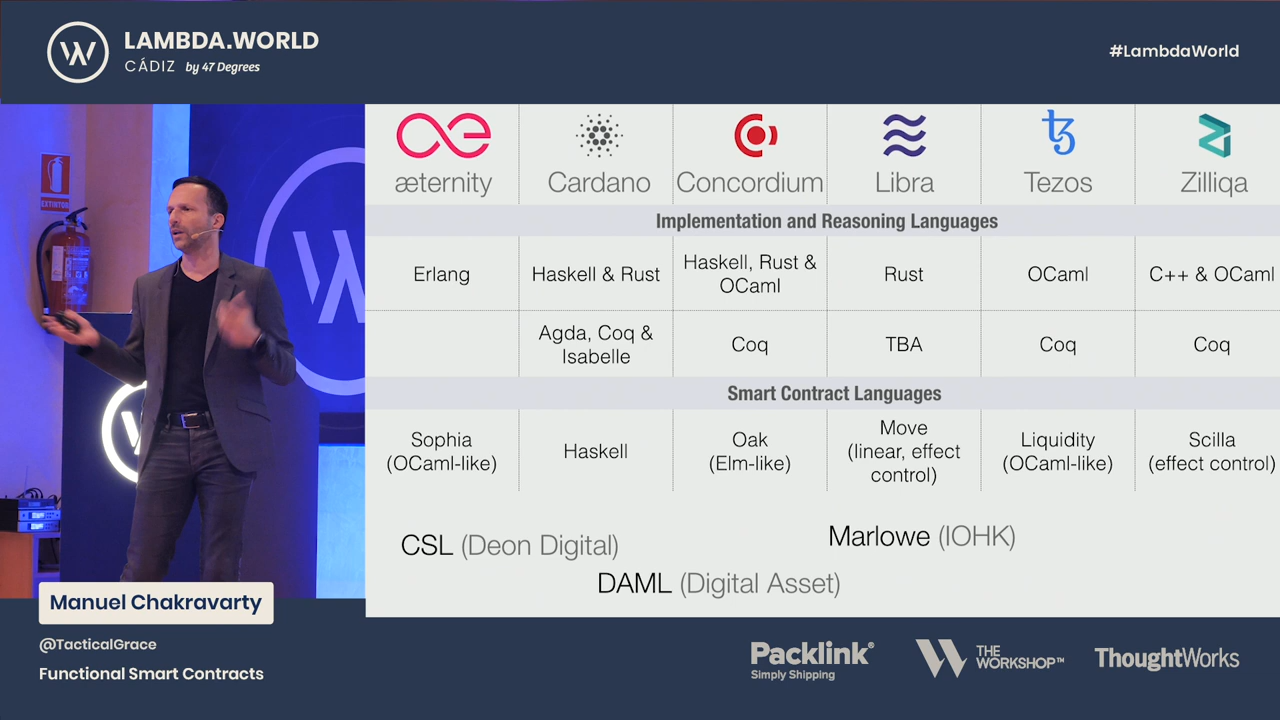 LAMBDA.WORLD
CÁDIZ by 47 Degrees
#LambdaWorld
EXTINTOR
æternity
Cardano
Concordium
Libra
Tezos
Zilliqa
Implementation and Reasoning Languages
Erlang
Haskell & Rust
Haskell, Rust &
OCaml
Rust
OCaml
C++ & OCaml
Agda, Coq &
Isabelle
Coq
TBA
Coq
Coq
Smart Contract Languages
Sophia
(OCaml-like)
Haskell
Oak
(Elm-like)
Move
(linear, effect
control)
Liquidity
(OCaml-like)
Scilla
(effect control)
CSL (Deon Digital)
Marlowe (IOHK)
DAML (Digital Asset)
Manuel Chakravarty
@TacticalGrace
Functional Smart Contracts
Packlink®
Simply Shipping
THE
WORKSHOP™
ThoughtWorks